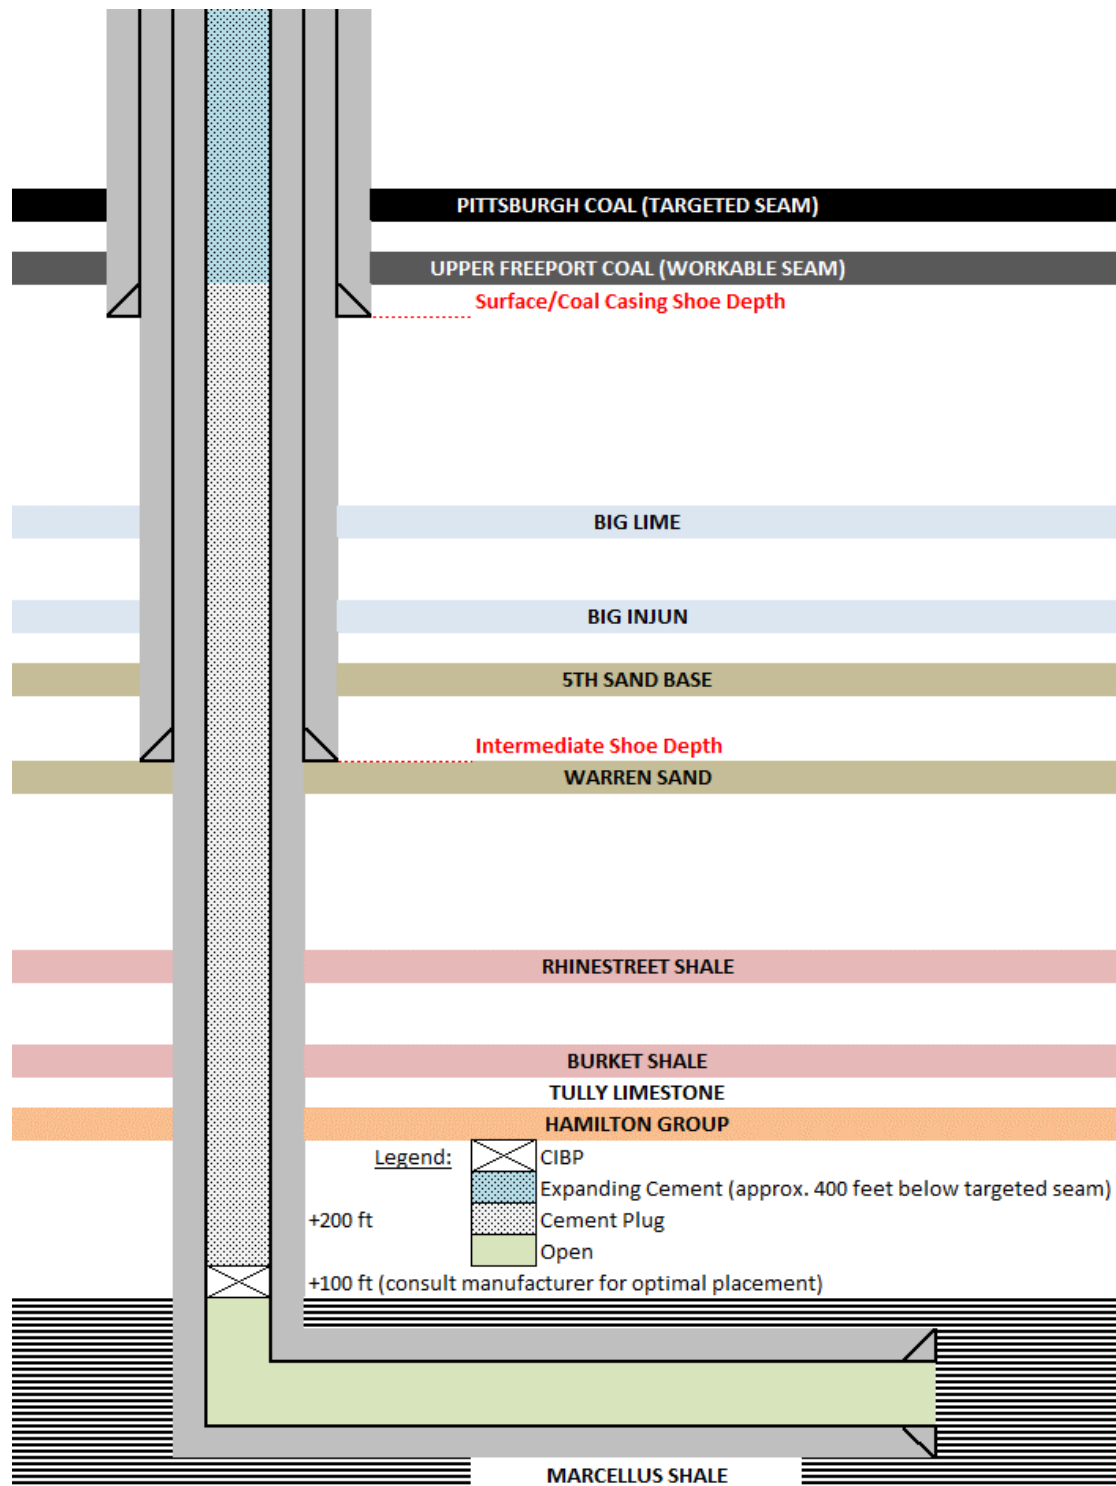 PITTSBURGH COAL (TARGETED SEAM)
UPPER FREEPORT COAL (WORKABLE SEAM)
Surface/Coal Casing Shoe Depth
BIG LIME
BIG INJUN
5TH SAND BASE
Intermediate Shoe Depth
WARREN SAND
RHINESTREET SHALE
BURKET SHALE
TULLY LIMESTONE
HAMILTON GROUP
Legend:
CIBP
Expanding Cement (approx. 400 feet below targeted seam)
+200 ft
Cement Plug
Open
+100 ft (consult manufacturer for optimal placement)
MARCELLUS SHALE